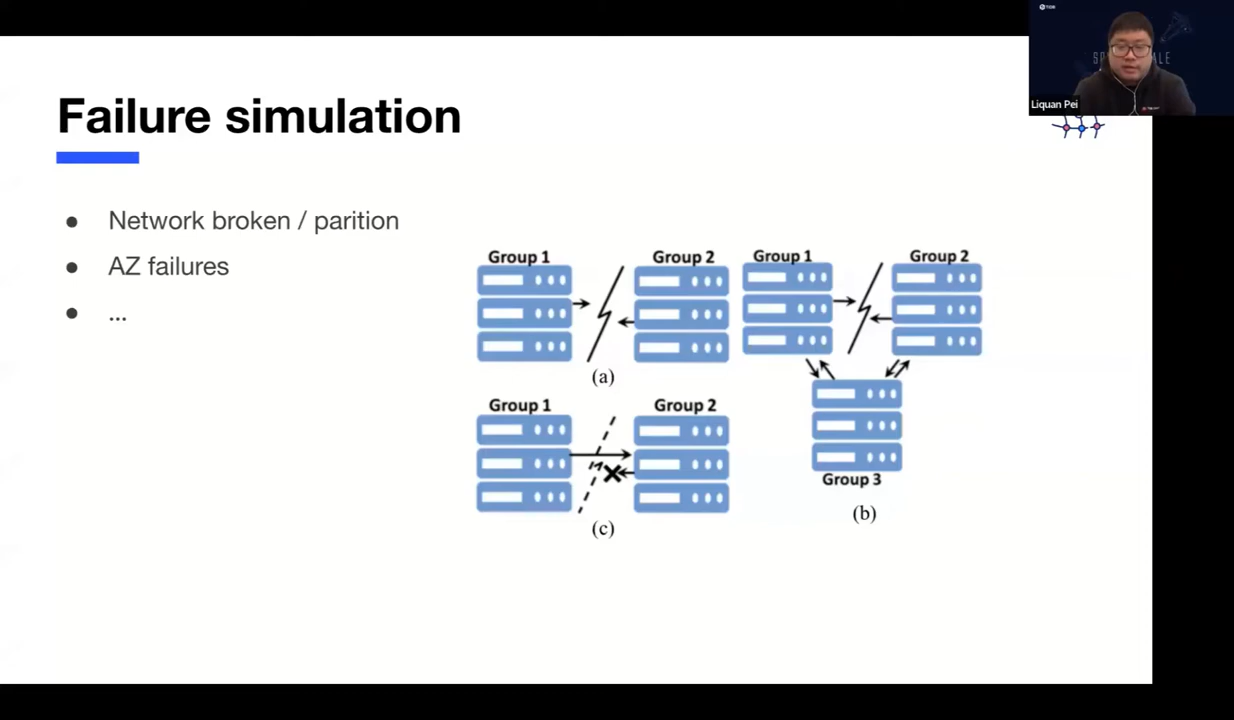 Failure simulation
● Network broken / parition
● AZ failures
● ...
Group 1
Group 2
(a)
Group 1
Group 2
Group 3
(b)
Group 1
Group 2
(c)
Liquan Pei